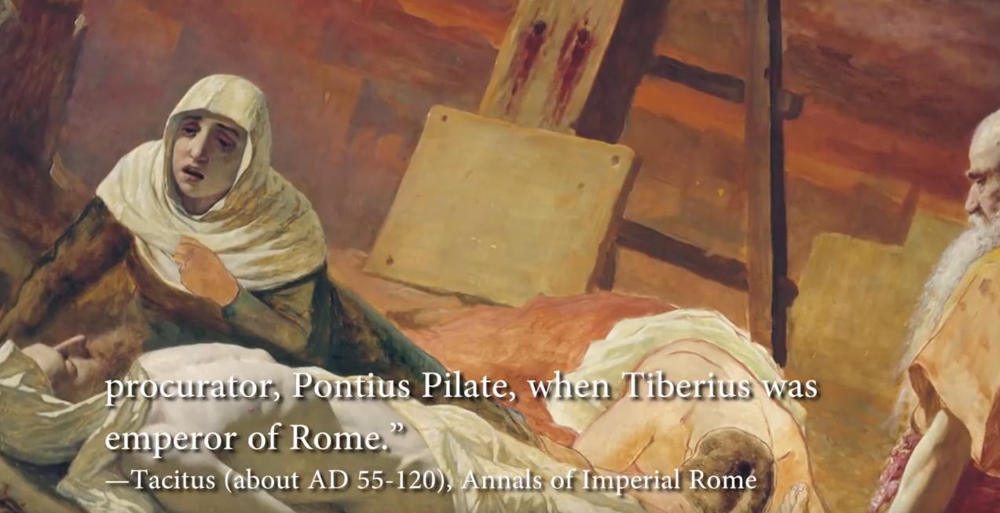 procurator, Pontius Pilate, when Tiberius was
emperor of Rome.”
—Tacitus (about AD 55-120), Annals of Imperial Rome